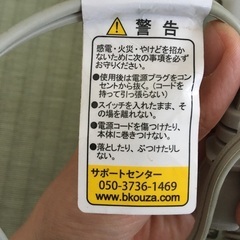 警告
感電・火災・やけどを招か
ないために次の事項を必ず
お守りください。
●使用後は電源プラグをコン
セントから抜く。(コードを
持って引っ張らない)
●スイッチを入れたまま、そ
の場を離れない。
●電源コードを傷つけたり、
本体に巻きつけない。
●落としたり、ぶつけたりし
ない。
サポートセンター
050-3736-1469
www.bkouza.com